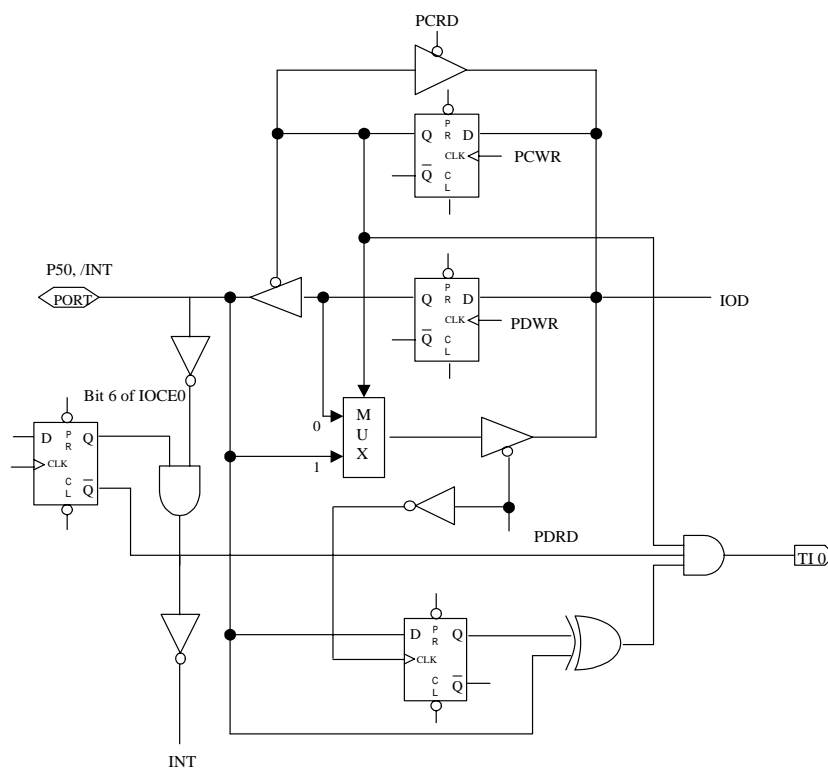 PCRD
P
R
Q D
CLK
PCWR
Q C
L
P50, /INT
PORT
P
R
Q D
CLK
PDWR
Q C
L
IOD
Bit 6 of IOCE0
D P
R Q
CLK
C
L Q
0
1
M
U
X
PDRD
TI 0
D P
R Q
CLK
C
L Q
INT